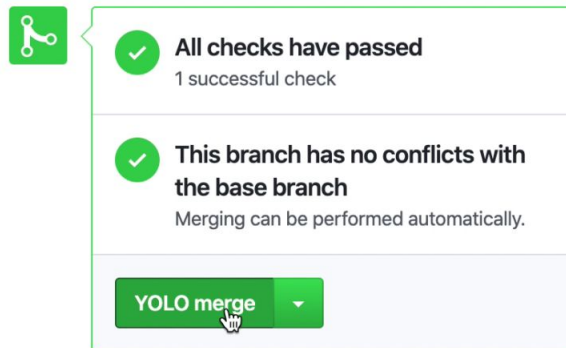 All checks have passed
1 successful check
This branch has no conflicts with
the base branch
Merging can be performed automatically.
YOLO merge